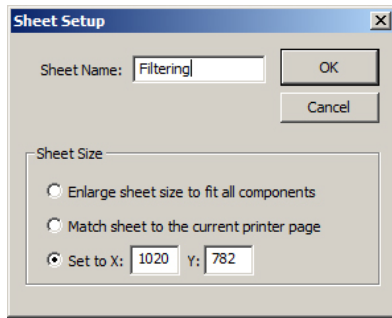 Sheet Setup
Sheet Name: Filtering OK
Cancel
Sheet Size
Enlarge sheet size to fit all components
Match sheet to the current printer page
Set to X: 1020 Y: 782